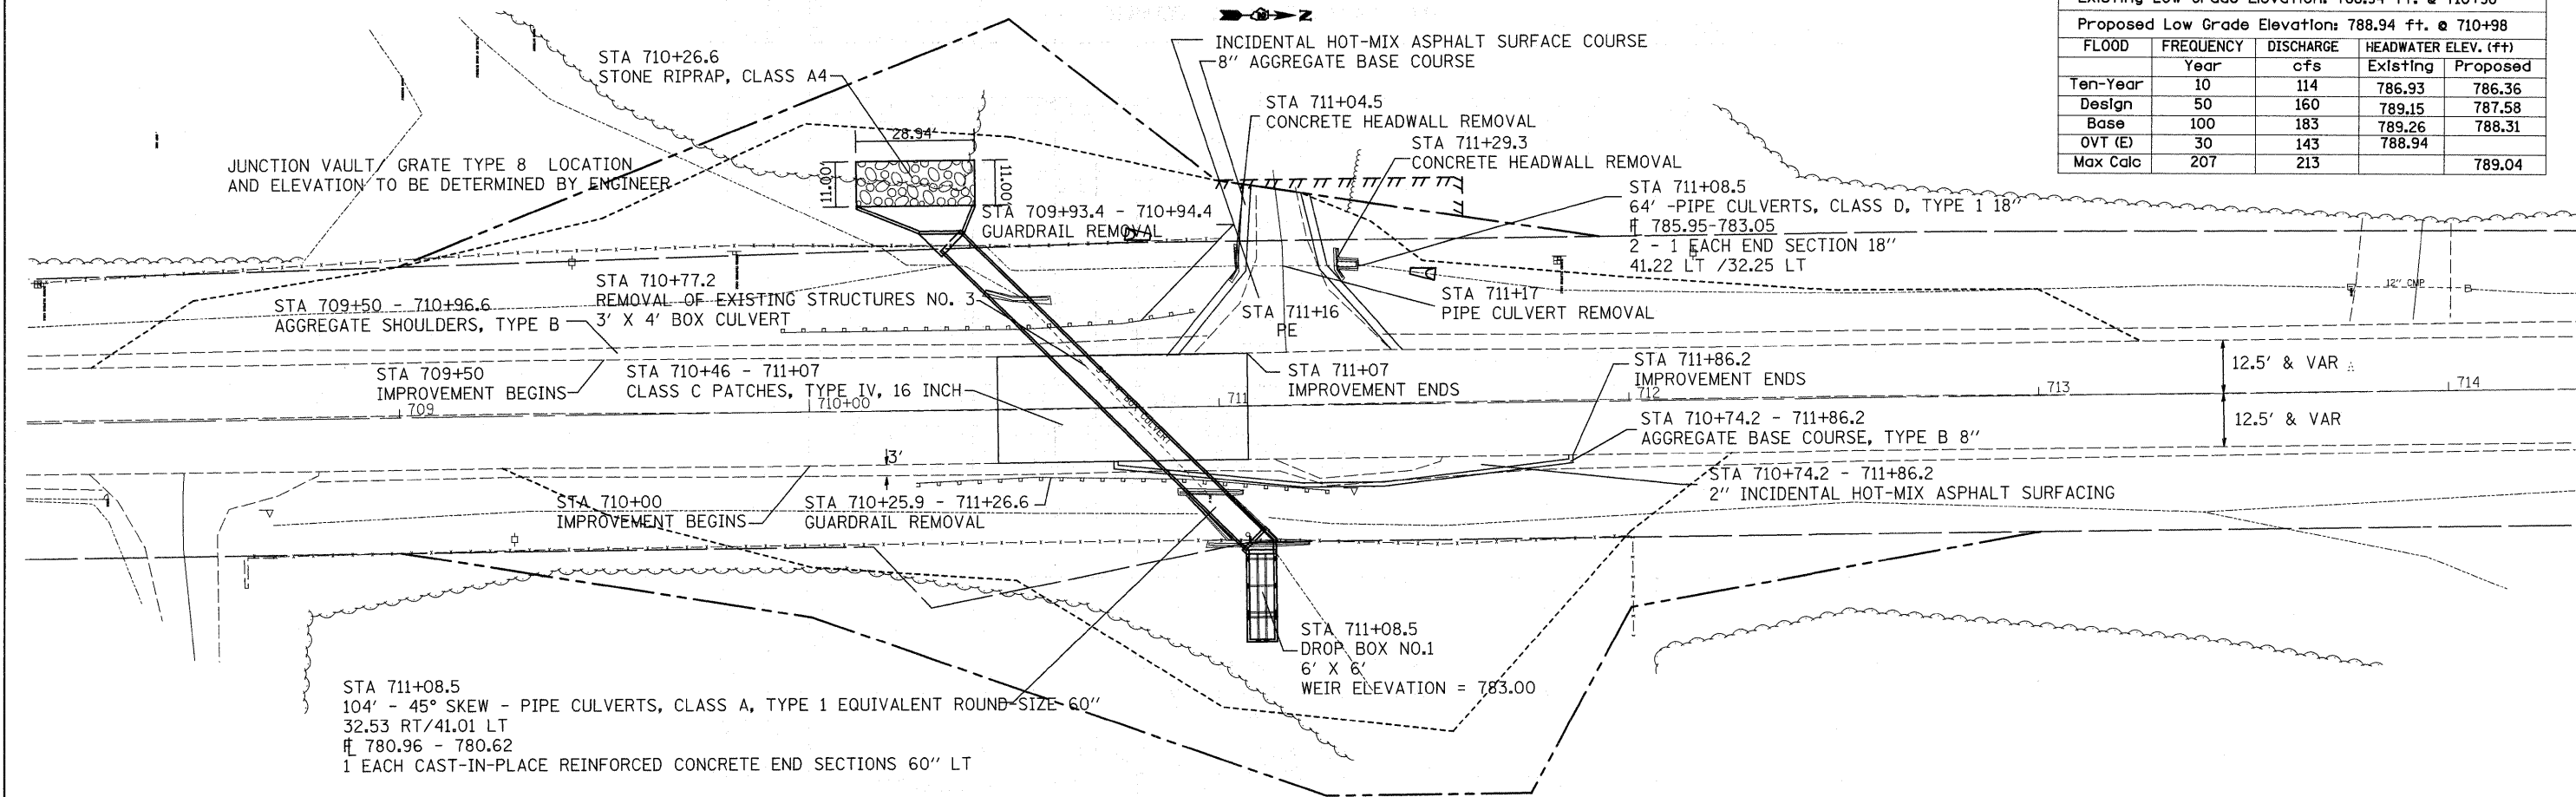 Proposed Low Grade Elevation: 788.94 ft. @ 710+98
FLOOD FREQUENCY DISCHARGE HEADWATER ELEV. (ft)
Year cfs Existing Proposed
Ten-Year 10 114 786.93 786.36
Design 50 160 789.15 787.58
Base 100 183 789.26 788.31
OVT (E) 30 143 788.94
Max Calc 207 213 789.04
Z
INCIDENTAL HOT-MIX ASPHALT SURFACE COURSE
8" AGGREGATE BASE COURSE
STA 710+26.6
STONE RIPRAP, CLASS A4
STA 711+04.5
CONCRETE HEADWALL REMOVAL
28.94'
11.00'
11.00'
STA 711+29.3
CONCRETE HEADWALL REMOVAL
JUNCTION VAULT/ GRATE TYPE 8 LOCATION
AND ELEVATION TO BE DETERMINED BY ENGINEER
STA 711+08.5
64' -PIPE CULVERTS, CLASS D, TYPE 1 18"
785.95-783.05
2 - 1 EACH END SECTION 18"
41.22 LT /32.25 LT
STA 709+93.4 - 710+94.4
GUARDRAIL REMOVAL
STA 710+77.2
REMOVAL OF EXISTING STRUCTURES NO. 3
3' X 4' BOX CULVERT
STA 709+50 - 710+96.6
AGGREGATE SHOULDERS, TYPE B
STA 711+16
PE
STA 711+17
PIPE CULVERT REMOVAL
12" CMP
STA 709+50
IMPROVEMENT BEGINS
STA 710+46 - 711+07
CLASS C PATCHES, TYPE IV, 16 INCH
STA 711+07
IMPROVEMENT ENDS
STA 711+86.2
IMPROVEMENT ENDS
12.5' & VAR
709
710+00
711
712
713
714
BOX CULVERT
STA 710+74.2 - 711+86.2
AGGREGATE BASE COURSE, TYPE B 8"
12.5' & VAR
3'
STA 710+74.2 - 711+86.2
2" INCIDENTAL HOT-MIX ASPHALT SURFACING
STA 710+00
IMPROVEMENT BEGINS
STA 710+25.9 - 711+26.6
GUARDRAIL REMOVAL
STA 711+08.5
DROP BOX NO.1
6' X 6'
WEIR ELEVATION = 783.00
STA 711+08.5
104' - 45° SKEW - PIPE CULVERTS, CLASS A, TYPE 1 EQUIVALENT ROUND-SIZE 60"
32.53 RT/41.01 LT
780.96 - 780.62
1 EACH CAST-IN-PLACE REINFORCED CONCRETE END SECTIONS 60" LT